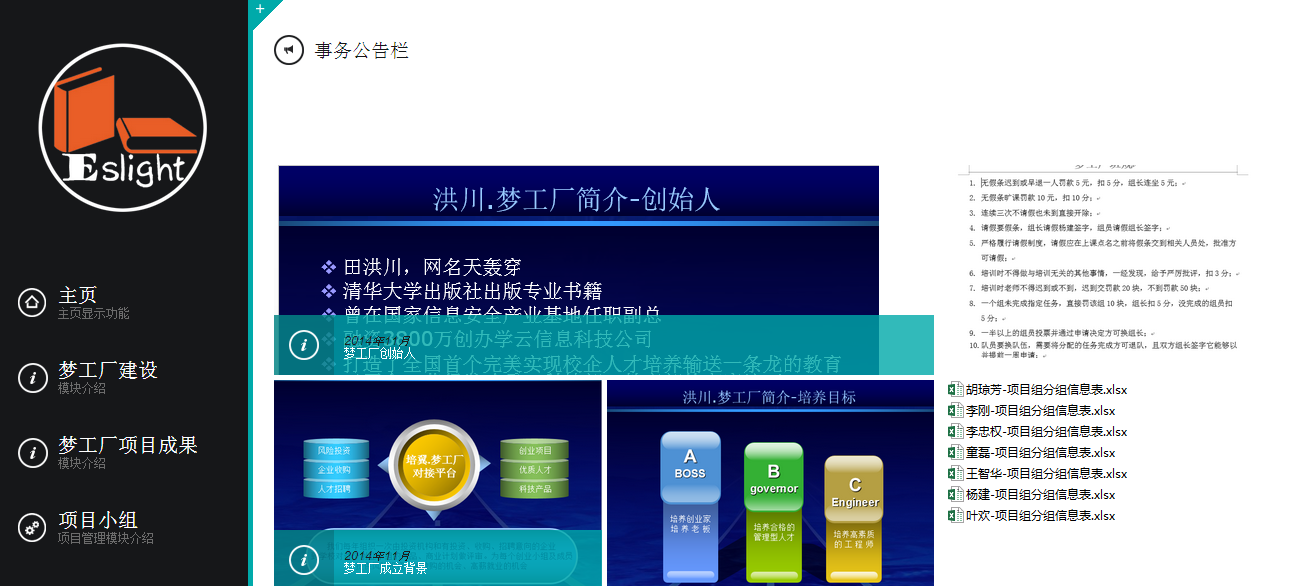 +
Eslight
主页
主页显示功能
梦工厂建设
模块介绍
梦工厂项目成果
模块介绍
项目小组
项目管理模块介绍
事务公告栏
洪川.梦工厂简介-创始人
田洪川，网名天轰穿
清华大学出版社出版专业书籍
曾在国家信息安全产业基地任职副总
融资3800万创办学云信息科技公司
打造了全国首个完美实现校企人才培养输送一条龙的教育
2014年11月
梦工厂创始人
1. 无假条迟到或早退一人罚款 5 元，扣 5 分，组长连坐 5 元；
2. 无假条旷课罚款 10 元，扣 10 分；
3. 连续三次不请假也未到直接开除；
4. 请假要假条，组长请假杨建签字，组员请假组长签字；
5. 严格履行请假制度，请假应在上课点名之前将假条交到相关人员处，批准方
可请假；
6. 培训时不得做与培训无关的其他事情，一经发现，给予严厉批评，扣 3 分；
7. 培训时老师不得迟到或不到，迟到交罚款 20 块，不到罚款 50 块；
8. 一个组未完成指定任务，直接罚该组 10 块，组长扣 5 分，没完成的组员扣
5 分；
9. 一半以上的组员投票并通过申请决定方可换组长；
10. 队员要换队伍，需要将分配的任务完成方可退队，且双方组长签字它能够以
并提前一周申请；
风险投资
企业收购
人才招聘
培翼.梦工厂
对接平台
创业项目
优质人才
科技产品
2014年11月
梦工厂成立背景
洪川.梦工厂简介-培养目标
A
BOSS
培养创业家
培养老板
B
governor
培养合格的
管理型人才
C
Engineer
培养高素质
的工程师
胡琼芳-项目组分组信息表.xlsx
李刚-项目组分组信息表.xlsx
李忠权-项目组分组信息表.xlsx
童磊-项目组分组信息表.xlsx
王智华-项目组分组信息表.xlsx
杨建-项目组分组信息表.xlsx
叶欢-项目组分组信息表.xlsx